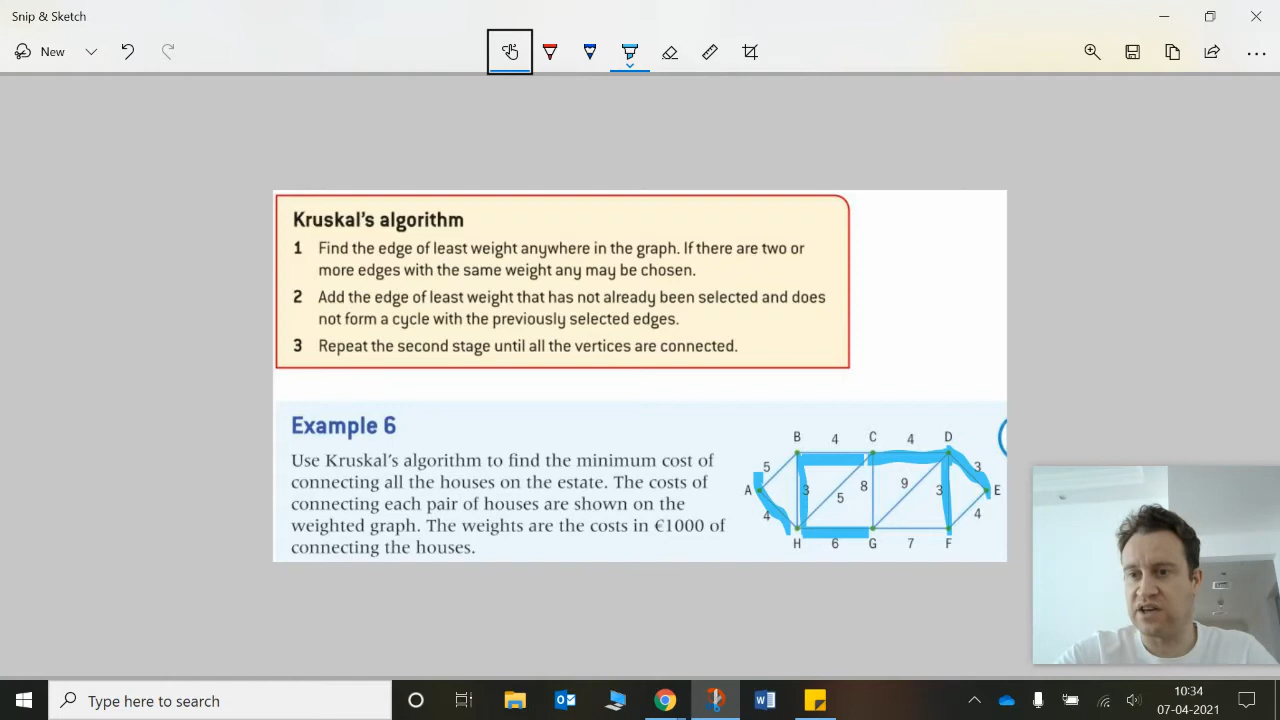 Snip & Sketch
New
Kruskal's algorithm
1 Find the edge of least weight anywhere in the graph. If there are two or
more edges with the same weight any may be chosen.
2 Add the edge of least weight that has not already been selected and does
not form a cycle with the previously selected edges.
3 Repeat the second stage until all the vertices are connected.
Example 6
Use Kruskal's algorithm to find the minimum cost of
connecting all the houses on the estate. The costs of
connecting each pair of houses are shown on the
weighted graph. The weights are the costs in €1000 of
connecting the houses.
B 4 C 4 D
5 3
A 3 5 8 9 3 E
4 4
H 6 G 7 F
Type here to search
10:34
07-04-2021